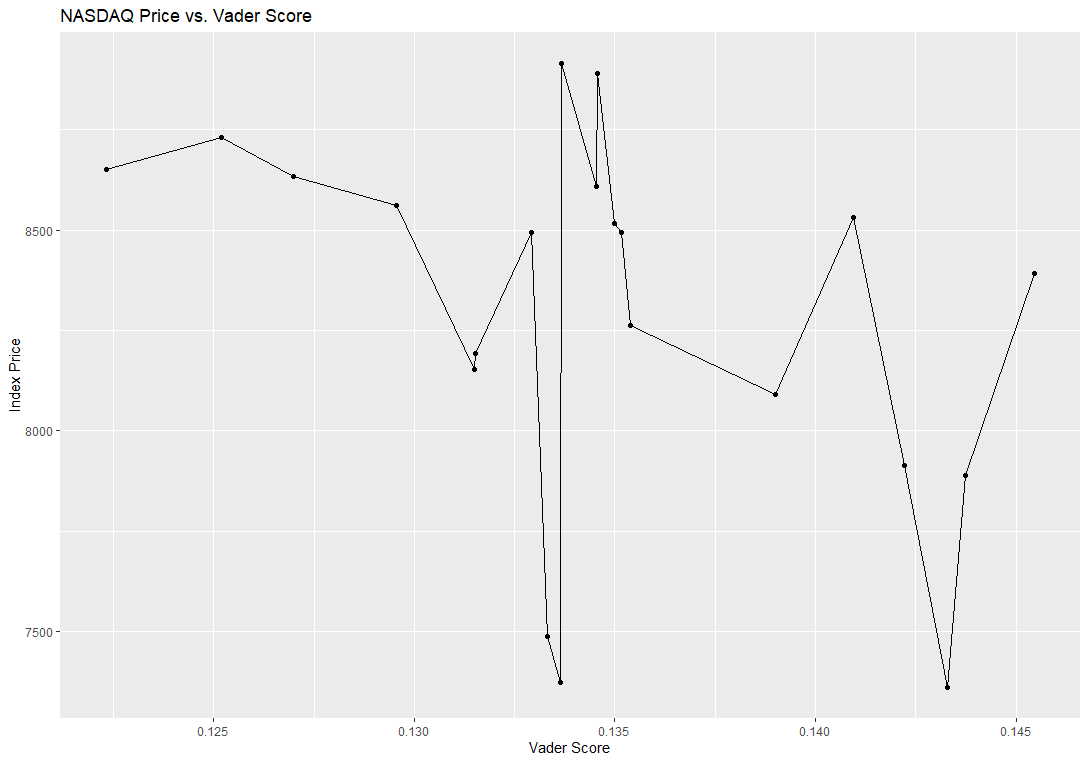 NASDAQ Price vs. Vader Score
Index Price
8500
8000
7500
0.125 0.130 0.135 0.140 0.145
Vader Score